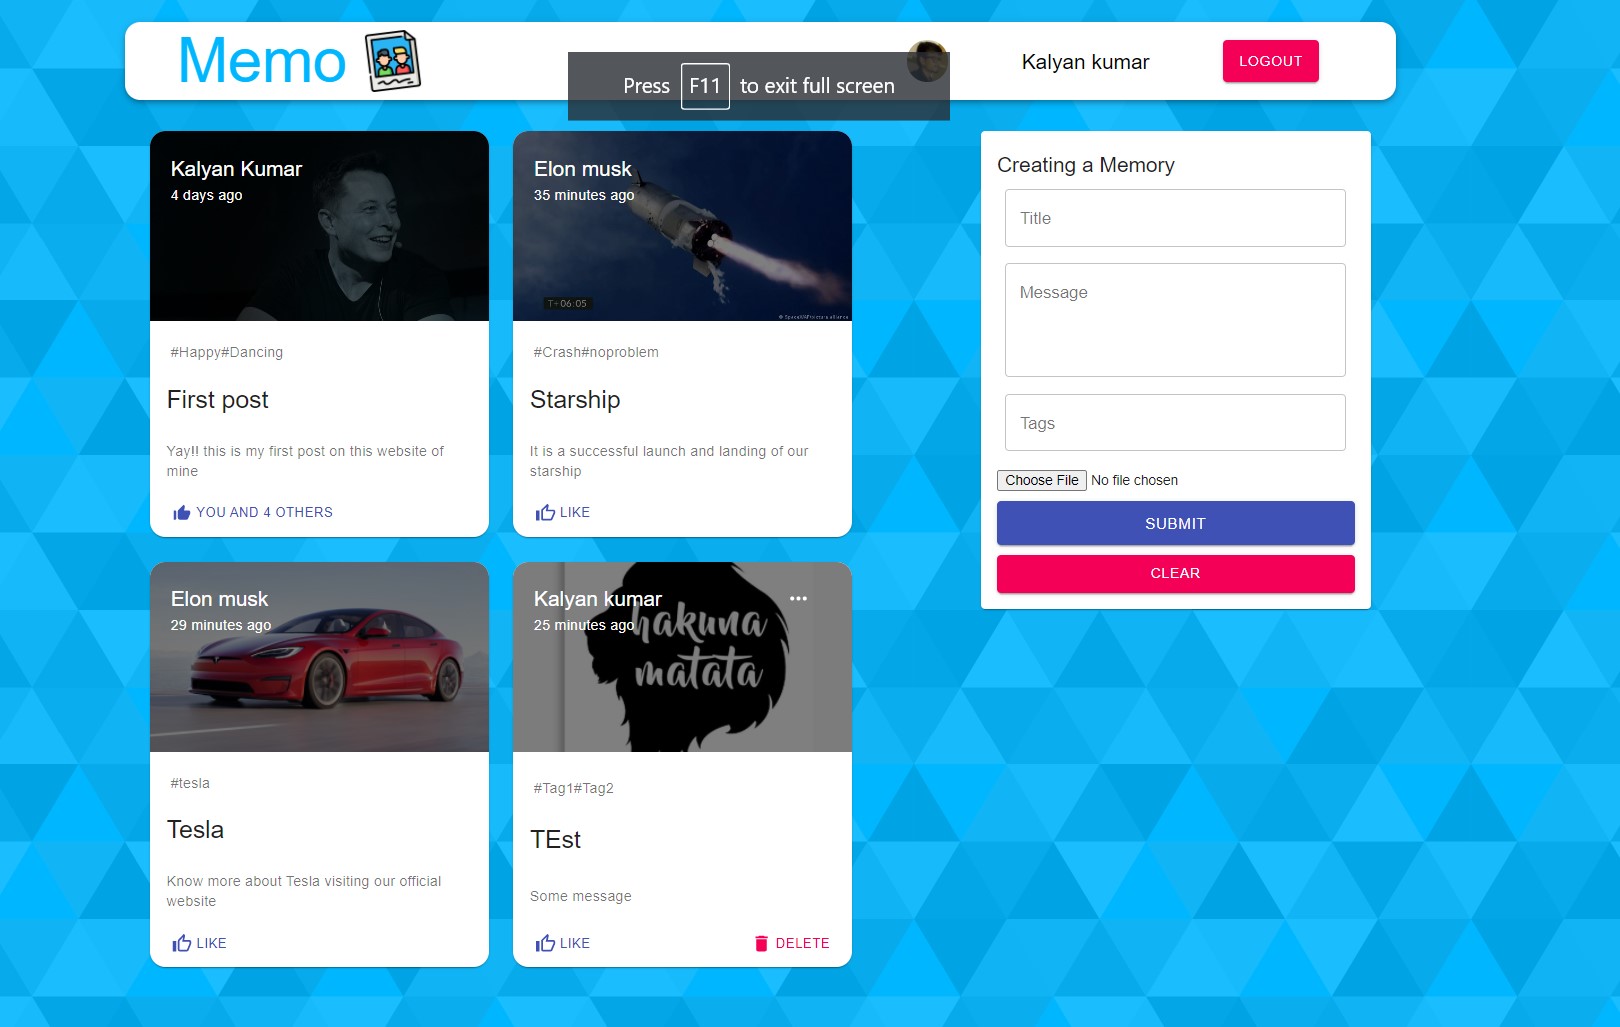 Memo
Press F11 to exit full screen
Kalyan kumar
LOGOUT
Kalyan Kumar
4 days ago
#Happy#Dancing
First post
Yay!! this is my first post on this website of
mine
YOU AND 4 OTHERS
Elon musk
35 minutes ago
T+06:05
#Crash#noproblem
Starship
It is a successful launch and landing of our
starship
LIKE
Elon musk
29 minutes ago
#tesla
Tesla
Know more about Tesla visiting our official
website
LIKE
Kalyan kumar
25 minutes ago
hakuna
matata
#Tag1#Tag2
TEst
Some message
LIKE
DELETE
Creating a Memory
Title
Message
Tags
Choose File No file chosen
SUBMIT
CLEAR